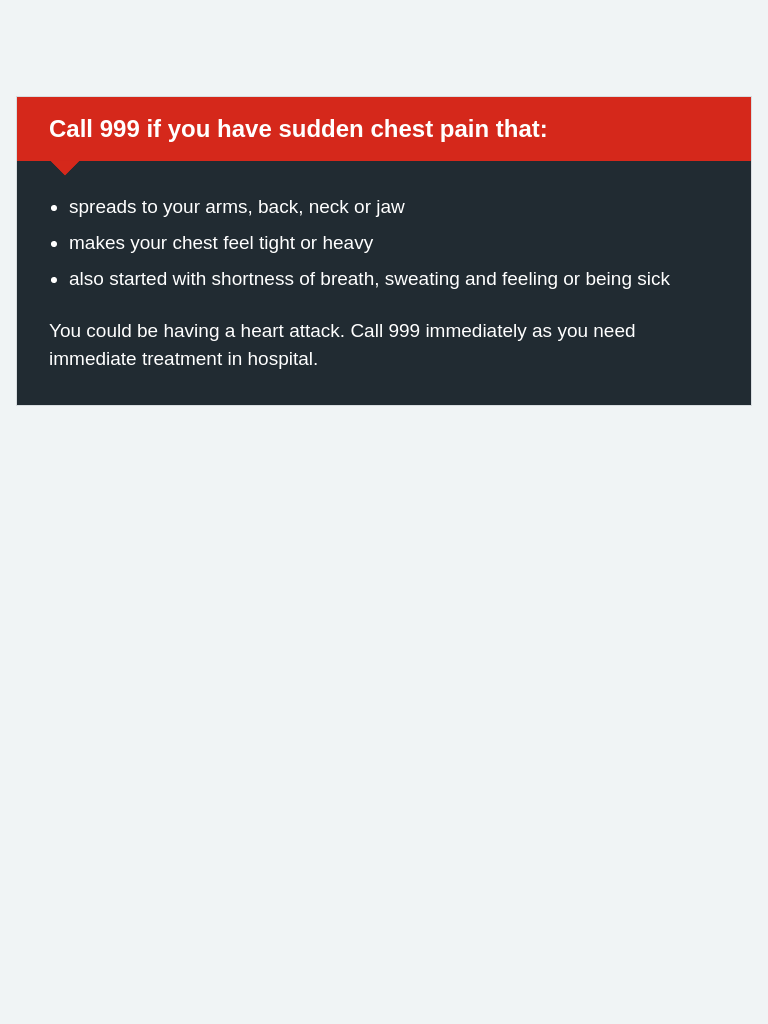 Call 999 if you have sudden chest pain that:
spreads to your arms, back, neck or jaw
makes your chest feel tight or heavy
also started with shortness of breath, sweating and feeling or being sick
You could be having a heart attack. Call 999 immediately as you need
immediate treatment in hospital.